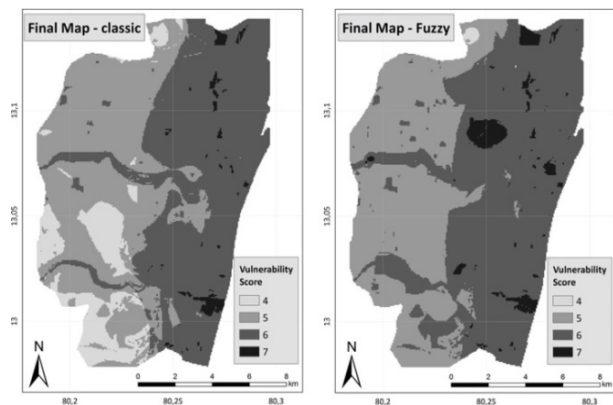 Final Map - classic
13,1
13,05
13
Vulnerability
Score
4
5
6
7
N
0 2 4 6 8
km
80,2 80,25 80,3
Final Map - Fuzzy
13,1
13,05
13
Vulnerability
Score
4
5
6
7
N
0 2 4 6 8
km
80,2 80,25 80,3